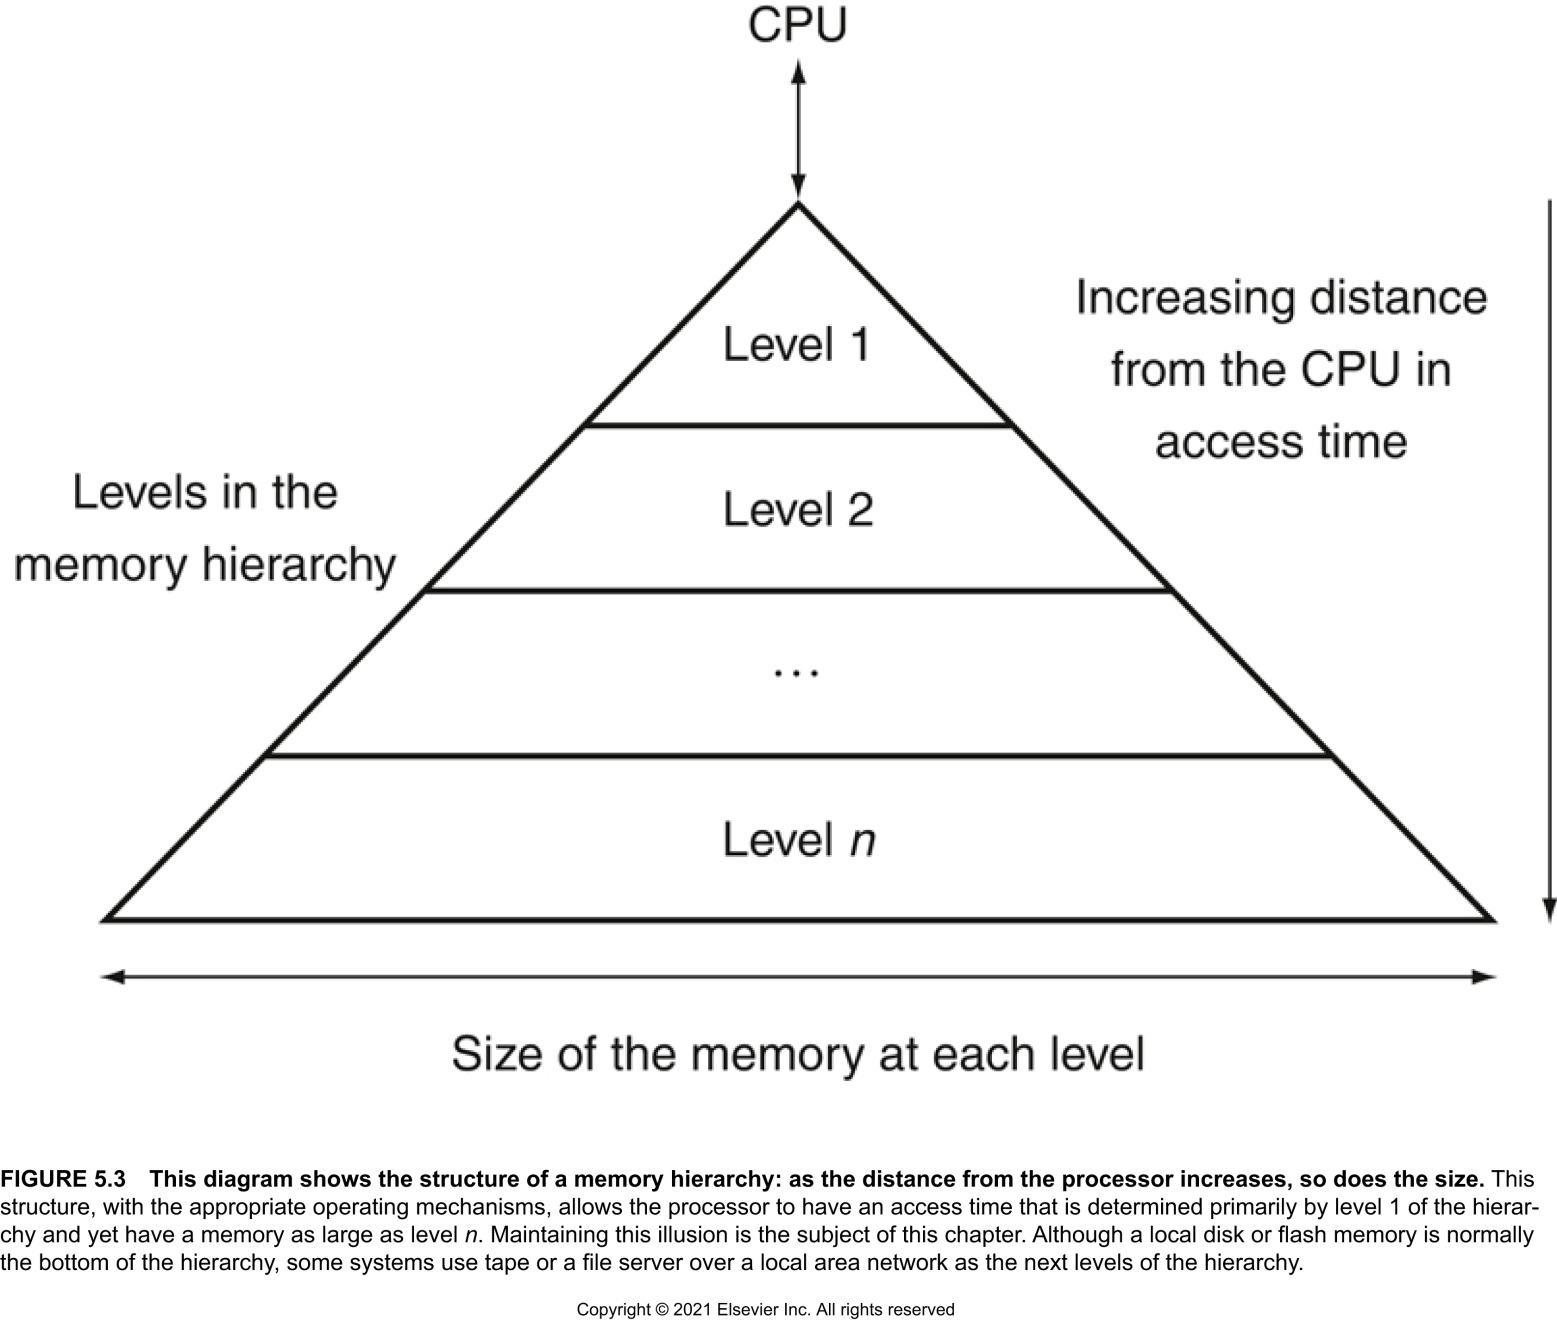 CPU
Level 1
Increasing distance
from the CPU in
access time
Levels in the
memory hierarchy
Level 2
...
Level n
Size of the memory at each level
FIGURE 5.3 This diagram shows the structure of a memory hierarchy: as the distance from the processor increases, so does the size. This
structure, with the appropriate operating mechanisms, allows the processor to have an access time that is determined primarily by level 1 of the hierar-
chy and yet have a memory as large as level n. Maintaining this illusion is the subject of this chapter. Although a local disk or flash memory is normally
the bottom of the hierarchy, some systems use tape or a file server over a local area network as the next levels of the hierarchy.
Copyright © 2021 Elsevier Inc. All rights reserved